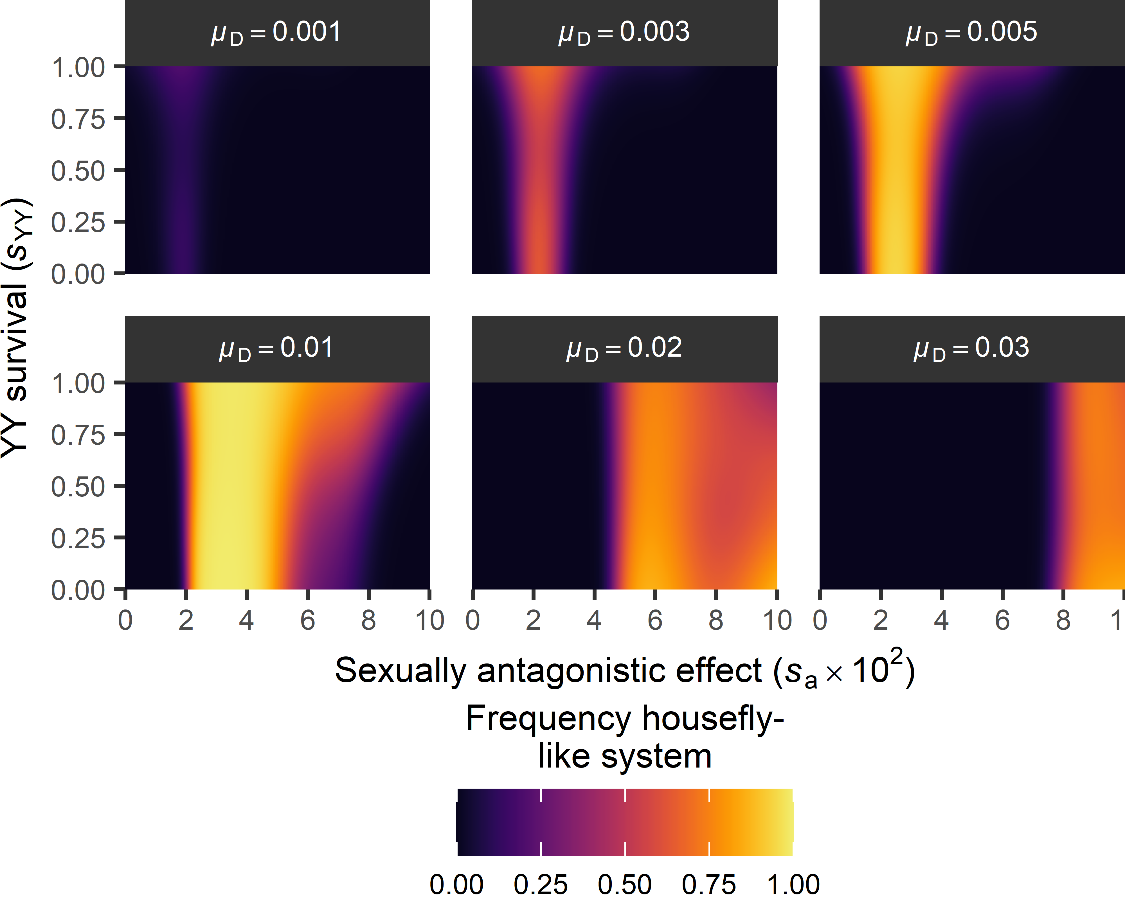 μD = 0.001 μD = 0.003 μD = 0.005
1.00
0.75
0.50
0.25
0.00
YY survival (sYY)
μD = 0.01 μD = 0.02 μD = 0.03
1.00
0.75
0.50
0.25
0.00
0 2 4 6 8 10 0 2 4 6 8 10 0 2 4 6 8 1
Sexually antagonistic effect (sa × 10²)
Frequency housefly-
like system
0.00 0.25 0.50 0.75 1.00